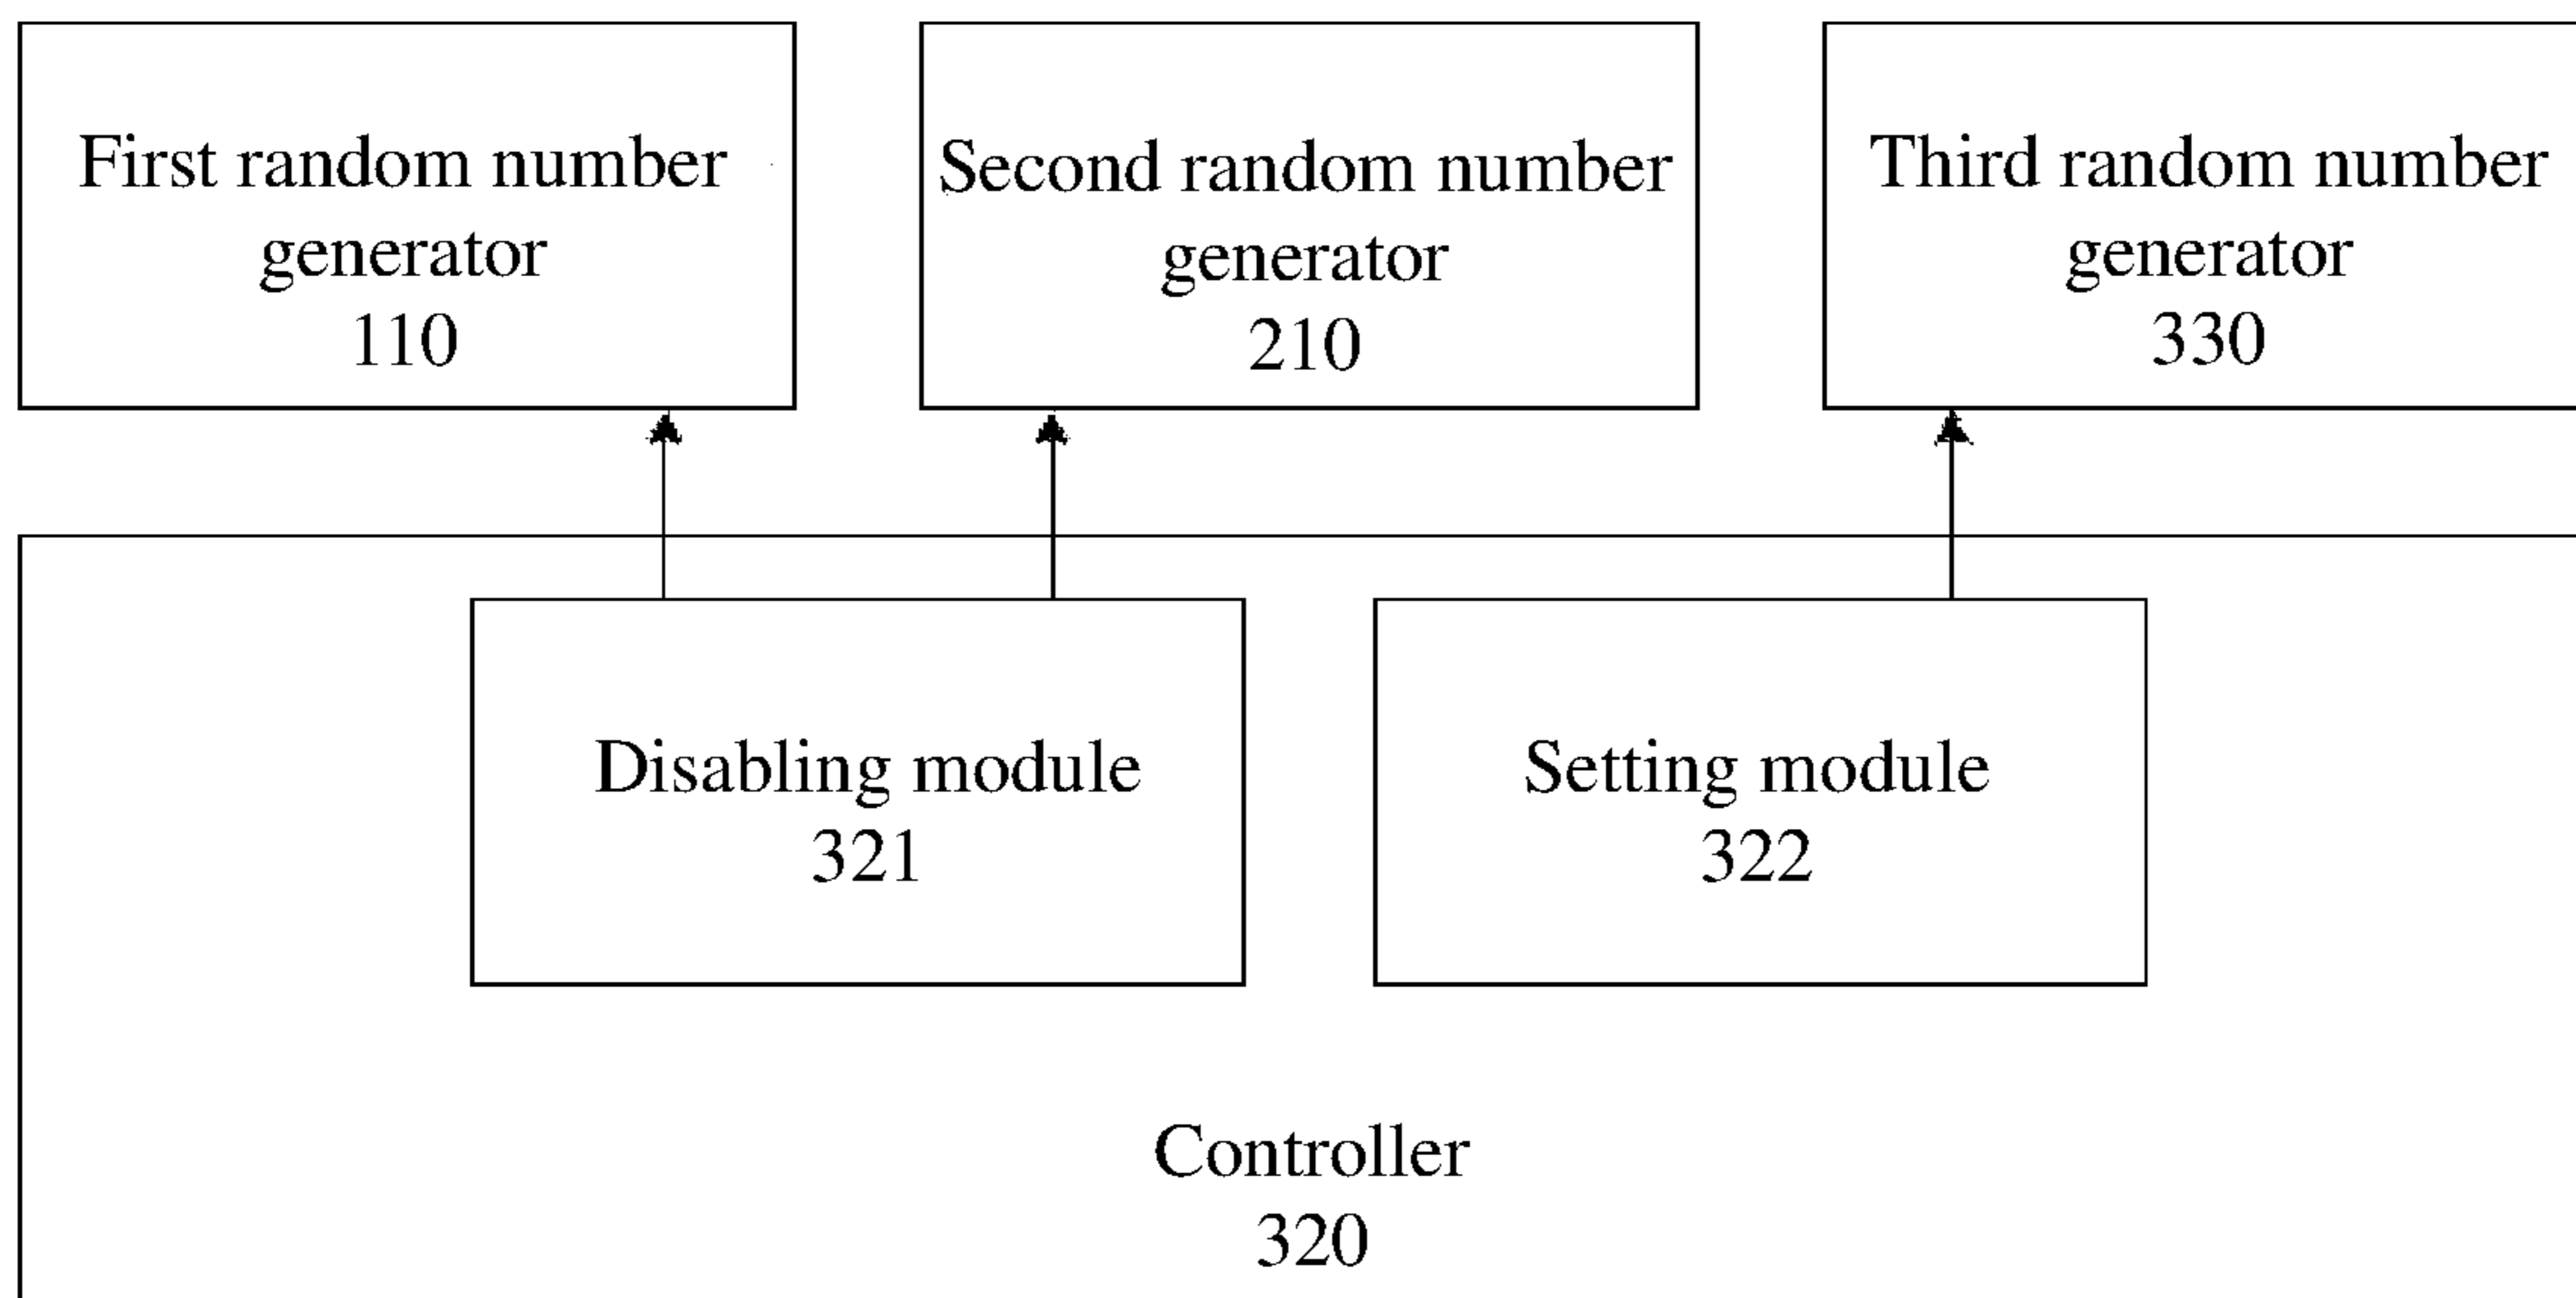 First random number
generator
110
Second random number
generator
210
Third random number
generator
330
Disabling module
321
Setting module
322
Controller
320